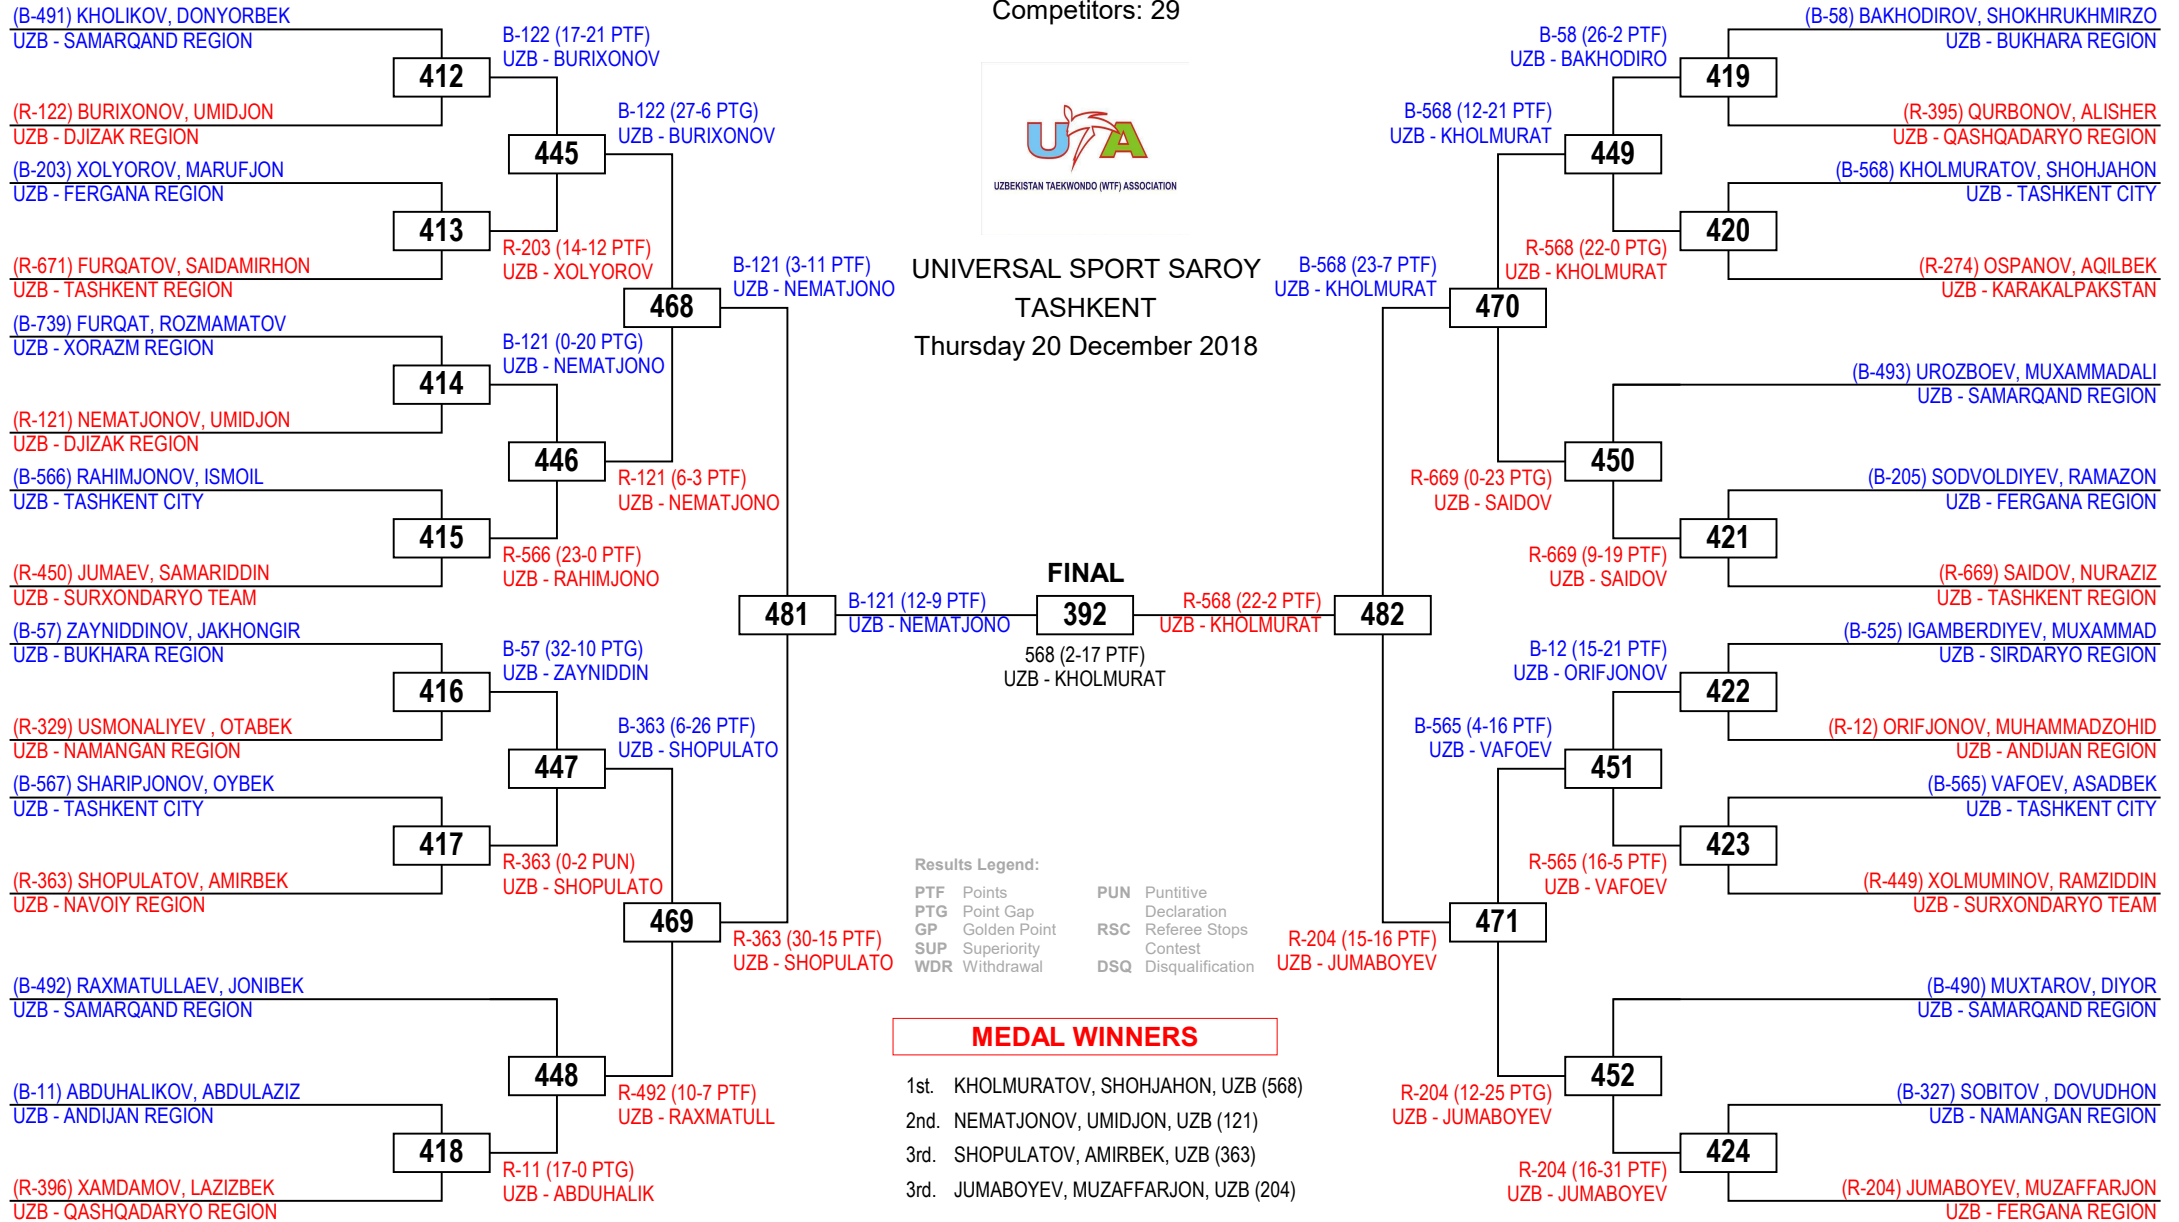 Competitors: 29
UTA
UZBEKISTAN TAEKWONDO (WTF) ASSOCIATION
UNIVERSAL SPORT SAROY
TASHKENT
Thursday 20 December 2018
(B-491) KHOLIKOV, DONYORBEK
UZB - SAMARQAND REGION
412
(R-122) BURIXONOV, UMIDJON
UZB - DJIZAK REGION
(B-203) XOLYOROV, MARUFJON
UZB - FERGANA REGION
413
(R-671) FURQATOV, SAIDAMIRHON
UZB - TASHKENT REGION
(B-739) FURQAT, ROZMAMATOV
UZB - XORAZM REGION
414
(R-121) NEMATJONOV, UMIDJON
UZB - DJIZAK REGION
(B-566) RAHIMJONOV, ISMOIL
UZB - TASHKENT CITY
415
(R-450) JUMAEV, SAMARIDDIN
UZB - SURXONDARYO TEAM
(B-57) ZAYNIDDINOV, JAKHONGIR
UZB - BUKHARA REGION
416
(R-329) USMONALIYEV , OTABEK
UZB - NAMANGAN REGION
(B-567) SHARIPJONOV, OYBEK
UZB - TASHKENT CITY
417
(R-363) SHOPULATOV, AMIRBEK
UZB - NAVOIY REGION
(B-492) RAXMATULLAEV, JONIBEK
UZB - SAMARQAND REGION
(B-11) ABDUHALIKOV, ABDULAZIZ
UZB - ANDIJAN REGION
418
(R-396) XAMDAMOV, LAZIZBEK
UZB - QASHQADARYO REGION
B-122 (17-21 PTF)
UZB - BURIXONOV
445
R-203 (14-12 PTF)
UZB - XOLYOROV
B-121 (0-20 PTG)
UZB - NEMATJONO
446
R-566 (23-0 PTF)
UZB - RAHIMJONO
B-57 (32-10 PTG)
UZB - ZAYNIDDIN
447
R-363 (0-2 PUN)
UZB - SHOPULATO
448
R-11 (17-0 PTG)
UZB - ABDUHALIK
B-122 (27-6 PTG)
UZB - BURIXONOV
468
R-121 (6-3 PTF)
UZB - NEMATJONO
B-363 (6-26 PTF)
UZB - SHOPULATO
469
R-492 (10-7 PTF)
UZB - RAXMATULL
B-121 (3-11 PTF)
UZB - NEMATJONO
481
R-363 (30-15 PTF)
UZB - SHOPULATO
B-121 (12-9 PTF)
UZB - NEMATJONO
FINAL
392
568 (2-17 PTF)
UZB - KHOLMURAT
R-568 (22-2 PTF)
UZB - KHOLMURAT
482
B-568 (23-7 PTF)
UZB - KHOLMURAT
R-204 (15-16 PTF)
UZB - JUMABOYEV
470
B-568 (12-21 PTF)
UZB - KHOLMURAT
R-669 (0-23 PTG)
UZB - SAIDOV
471
B-565 (4-16 PTF)
UZB - VAFOEV
R-204 (12-25 PTG)
UZB - JUMABOYEV
B-58 (26-2 PTF)
UZB - BAKHODIRO
449
R-568 (22-0 PTG)
UZB - KHOLMURAT
450
R-669 (9-19 PTF)
UZB - SAIDOV
B-12 (15-21 PTF)
UZB - ORIFJONOV
451
R-565 (16-5 PTF)
UZB - VAFOEV
452
R-204 (16-31 PTF)
UZB - JUMABOYEV
(B-58) BAKHODIROV, SHOKHRUKHMIRZO
UZB - BUKHARA REGION
419
(R-395) QURBONOV, ALISHER
UZB - QASHQADARYO REGION
(B-568) KHOLMURATOV, SHOHJAHON
UZB - TASHKENT CITY
420
(R-274) OSPANOV, AQILBEK
UZB - KARAKALPAKSTAN
(B-493) UROZBOEV, MUXAMMADALI
UZB - SAMARQAND REGION
(B-205) SODVOLDIYEV, RAMAZON
UZB - FERGANA REGION
421
(R-669) SAIDOV, NURAZIZ
UZB - TASHKENT REGION
(B-525) IGAMBERDIYEV, MUXAMMAD
UZB - SIRDARYO REGION
422
(R-12) ORIFJONOV, MUHAMMADZOHID
UZB - ANDIJAN REGION
(B-565) VAFOEV, ASADBEK
UZB - TASHKENT CITY
423
(R-449) XOLMUMINOV, RAMZIDDIN
UZB - SURXONDARYO TEAM
(B-490) MUXTAROV, DIYOR
UZB - SAMARQAND REGION
(B-327) SOBITOV , DOVUDHON
UZB - NAMANGAN REGION
424
(R-204) JUMABOYEV, MUZAFFARJON
UZB - FERGANA REGION
Results Legend:
PTF Points
PTG Point Gap
GP Golden Point
SUP Superiority
WDR Withdrawal
PUN Puntitive
Declaration
RSC Referee Stops
Contest
DSQ Disqualification
MEDAL WINNERS
1st. KHOLMURATOV, SHOHJAHON, UZB (568)
2nd. NEMATJONOV, UMIDJON, UZB (121)
3rd. SHOPULATOV, AMIRBEK, UZB (363)
3rd. JUMABOYEV, MUZAFFARJON, UZB (204)